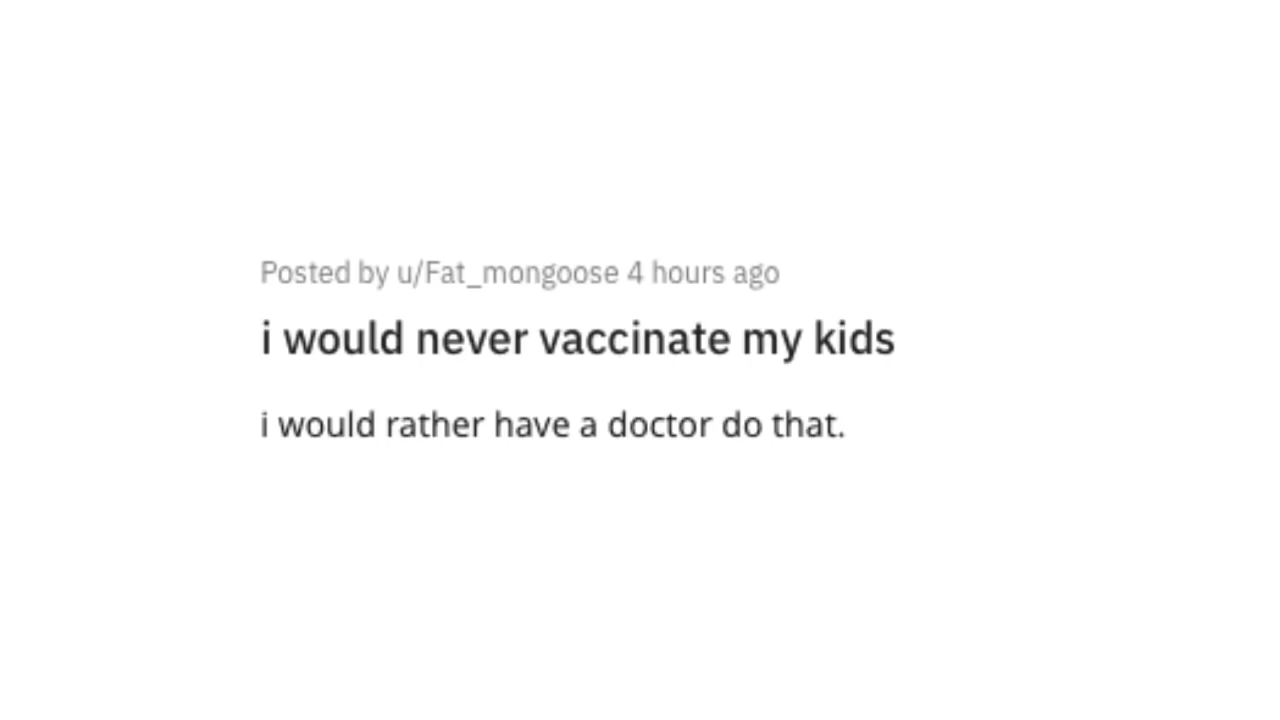 Posted by u/Fat_mongoose 4 hours ago
i would never vaccinate my kids
i would rather have a doctor do that.